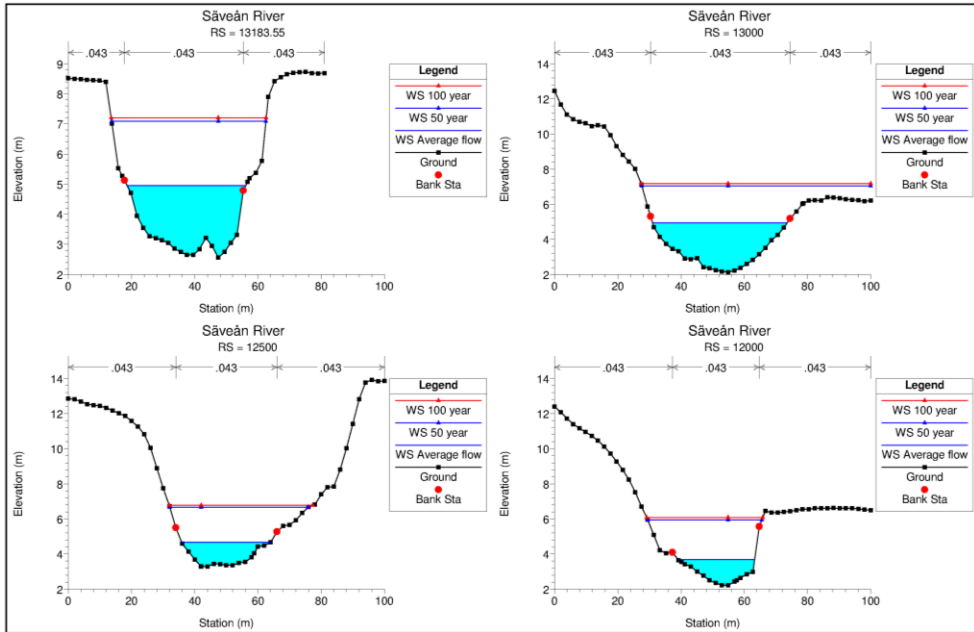 Säveån River
RS = 13183.55
.043 .043 .043
Elevation (m)
9
8
7
6
5
4
3
2
0 20 40 60 80 100
Station (m)
Legend
WS 100 year
WS 50 year
WS Average flow
Ground
Bank Sta
Säveån River
RS = 13000
.043 .043 .043
Elevation (m)
14
12
10
8
6
4
2
0 20 40 60 80 100
Station (m)
Legend
WS 100 year
WS 50 year
WS Average flow
Ground
Bank Sta
Säveån River
RS = 12500
.043 .043 .043
Elevation (m)
14
12
10
8
6
4
2
0 20 40 60 80 100
Station (m)
Legend
WS 100 year
WS 50 year
WS Average flow
Ground
Bank Sta
Säveån River
RS = 12000
.043 .043 .043
Elevation (m)
14
12
10
8
6
4
2
0 20 40 60 80 100
Station (m)
Legend
WS 100 year
WS 50 year
WS Average flow
Ground
Bank Sta